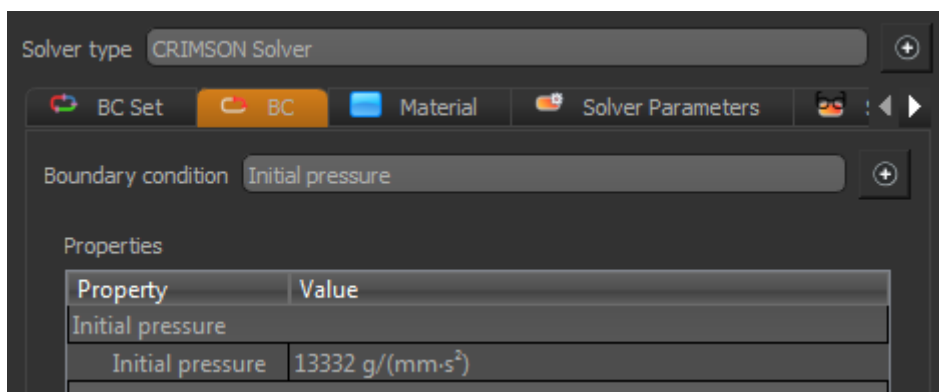 Solver type CRIMSON Solver
BC Set BC Material Solver Parameters
Boundary condition Initial pressure
Properties
Property Value
Initial pressure
Initial pressure 13332 g/(mm·s²)